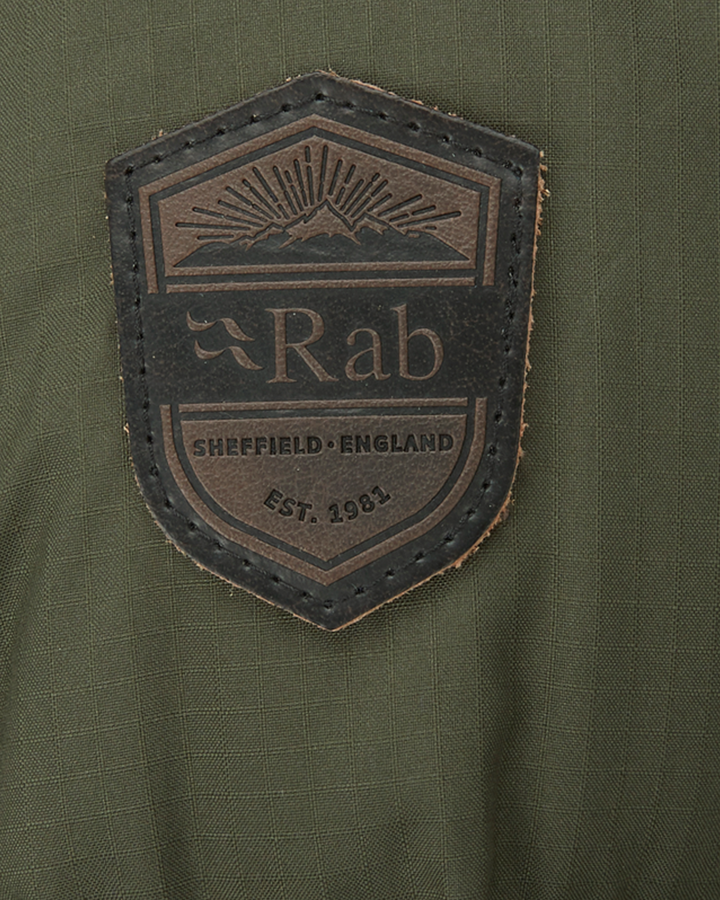 Rab
SHEFFIELD · ENGLAND
EST. 1981